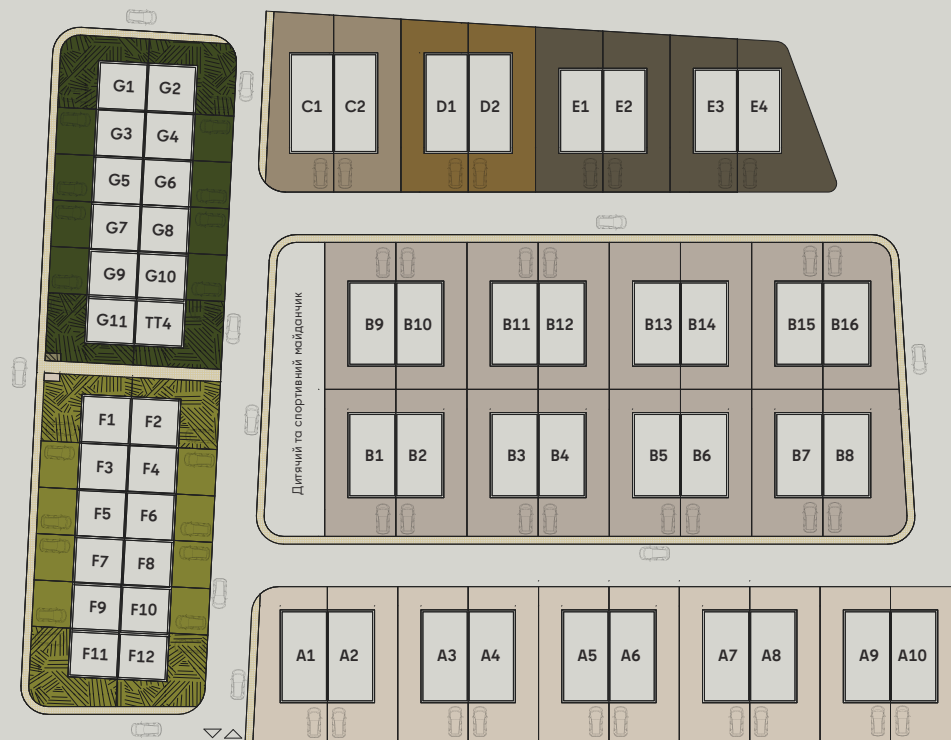 G1 G2
G3 G4
G5 G6
G7 G8
G9 G10
G11 TT4
F1 F2
F3 F4
F5 F6
F7 F8
F9 F10
F11 F12
C1 C2 D1 D2 E1 E2 E3 E4
Дитячий та спортивний майданчик
B9 B10 B11 B12 B13 B14 B15 B16
B1 B2 B3 B4 B5 B6 B7 B8
A1 A2 A3 A4 A5 A6 A7 A8 A9 A10